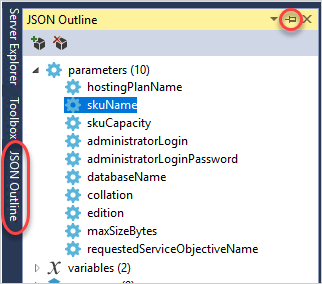 Server Explorer
Toolbox
JSON Outline
JSON Outline
parameters (10)
hostingPlanName
skuName
skuCapacity
administratorLogin
administratorLoginPassword
databaseName
collation
edition
maxSizeBytes
requestedServiceObjectiveName
variables (2)